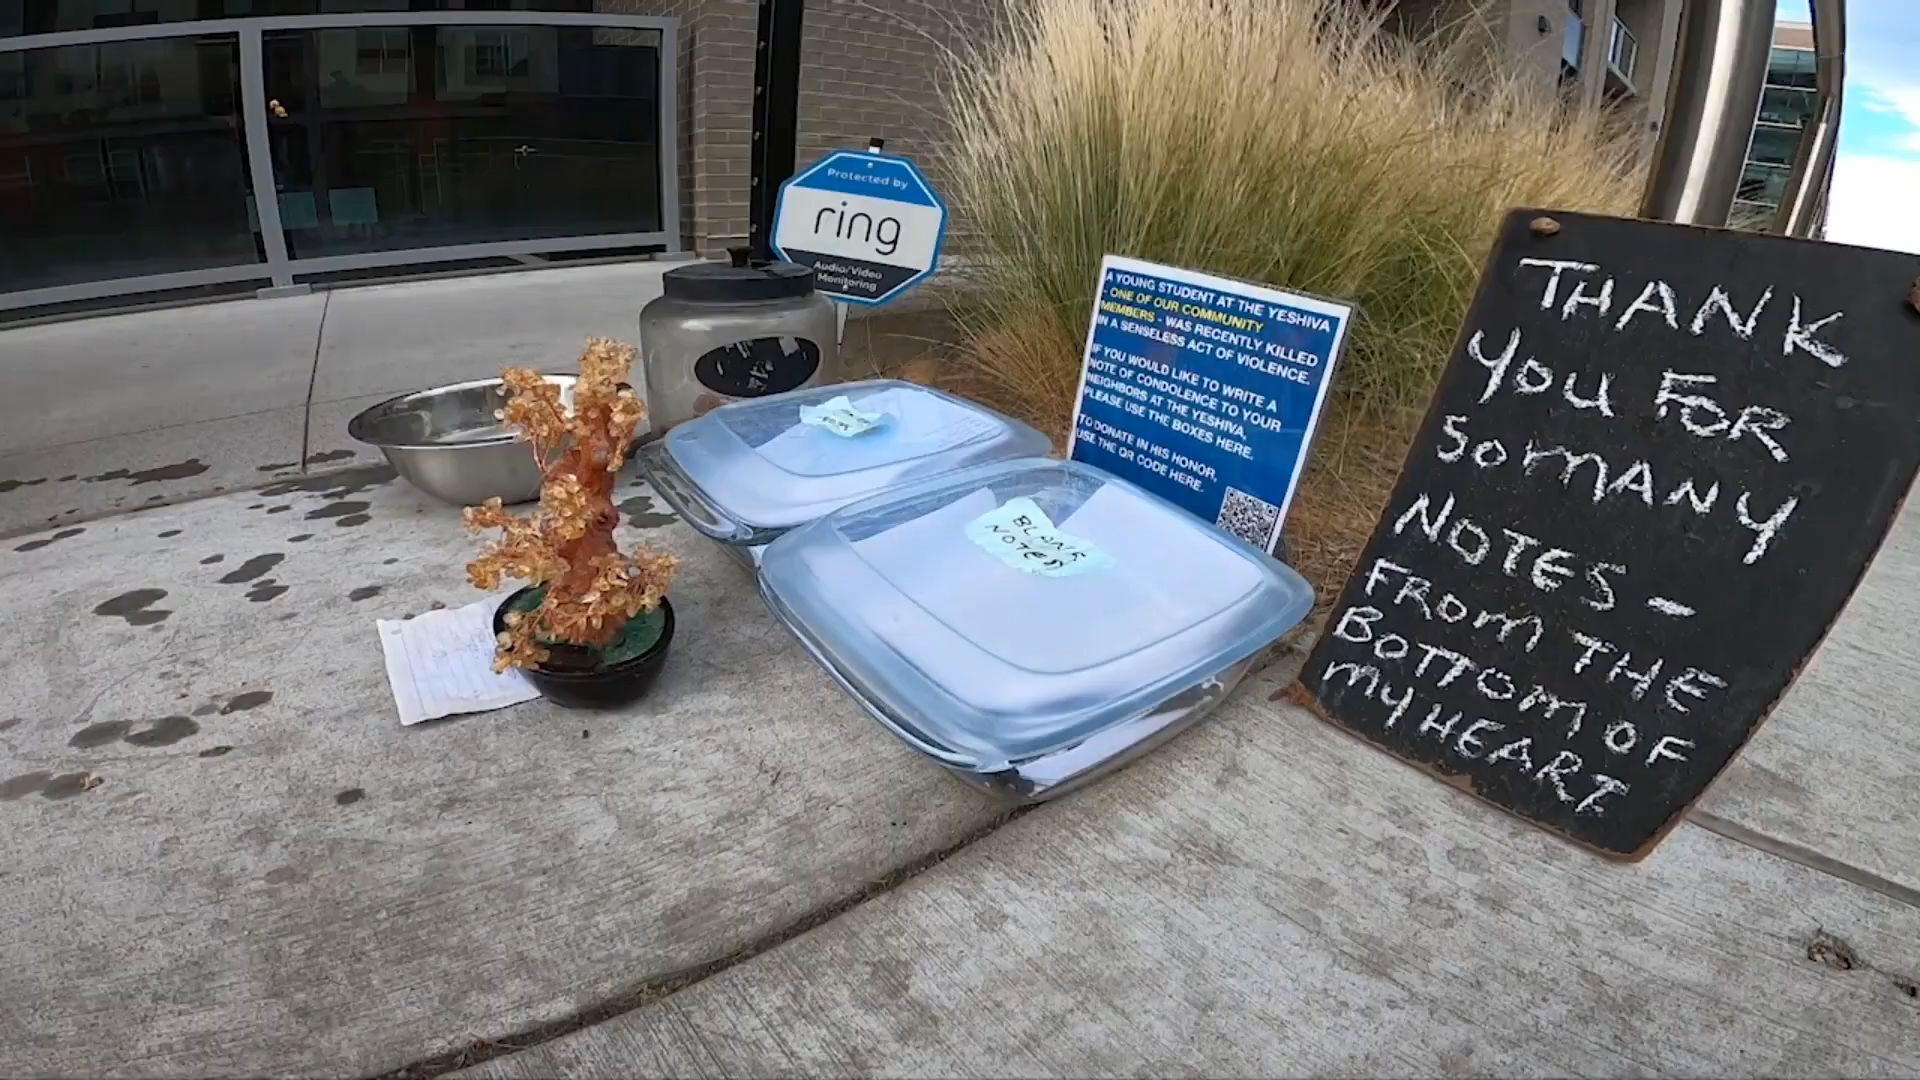 Protected by
ring
Audio/Video
Monitoring
A YOUNG STUDENT AT THE YESHIVA
- ONE OF OUR COMMUNITY
MEMBERS - WAS RECENTLY KILLED
IN A SENSELESS ACT OF VIOLENCE.
IF YOU WOULD LIKE TO WRITE A
NOTE OF CONDOLENCE TO YOUR
NEIGHBORS AT THE YESHIVA,
PLEASE USE THE BOXES HERE.
TO DONATE IN HIS HONOR,
USE THE QR CODE HERE.
BLANK
NOTES
THANK
YOU FOR
SO MANY
NOTES -
FROM THE
BOTTOM OF
MY HEART